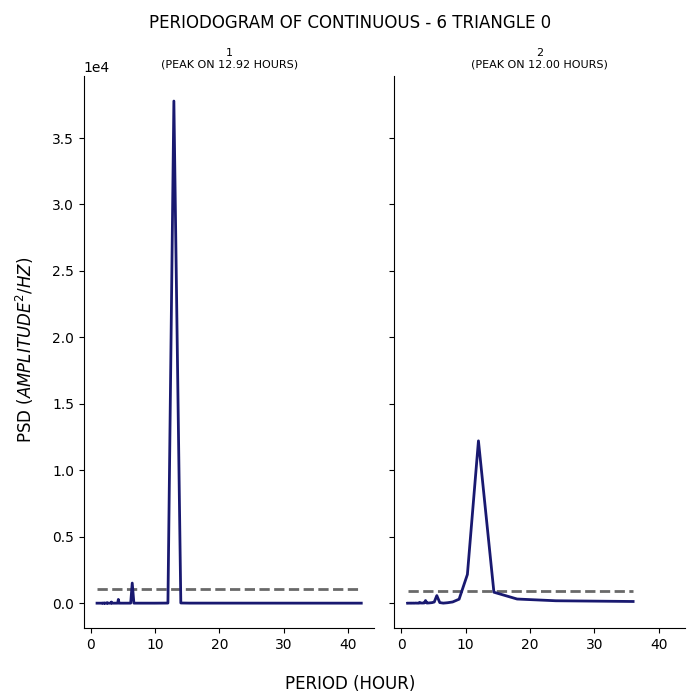 PERIODOGRAM OF CONTINUOUS - 6 TRIANGLE 0
1
(PEAK ON 12.92 HOURS)
2
(PEAK ON 12.00 HOURS)
1e4
3.5
3.0
2.5
2.0
1.5
1.0
0.5
0.0
PSD (AMPLITUDE²/HZ)
0 10 20 30 40
0 10 20 30 40
PERIOD (HOUR)